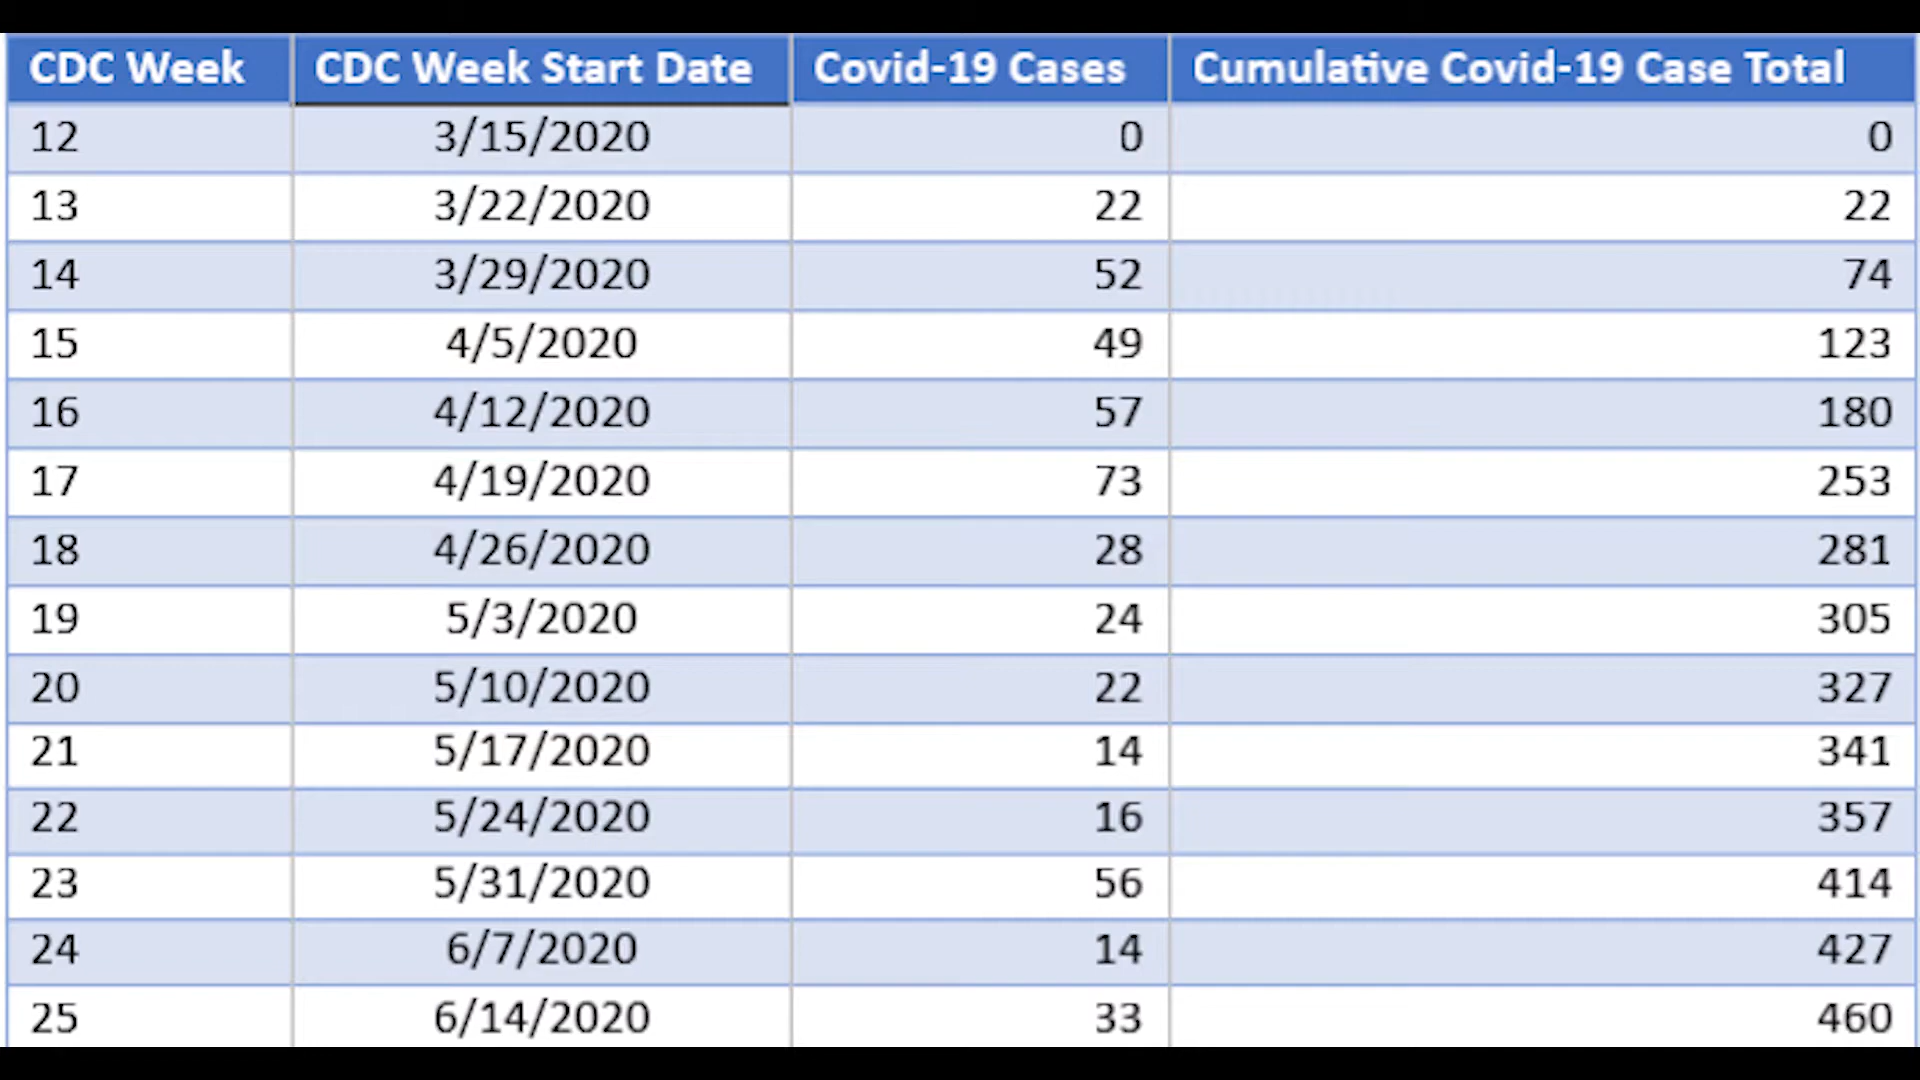 CDC Week CDC Week Start Date Covid-19 Cases Cumulative Covid-19 Case Total
12 3/15/2020 0 0
13 3/22/2020 22 22
14 3/29/2020 52 74
15 4/5/2020 49 123
16 4/12/2020 57 180
17 4/19/2020 73 253
18 4/26/2020 28 281
19 5/3/2020 24 305
20 5/10/2020 22 327
21 5/17/2020 14 341
22 5/24/2020 16 357
23 5/31/2020 56 414
24 6/7/2020 14 427
25 6/14/2020 33 460